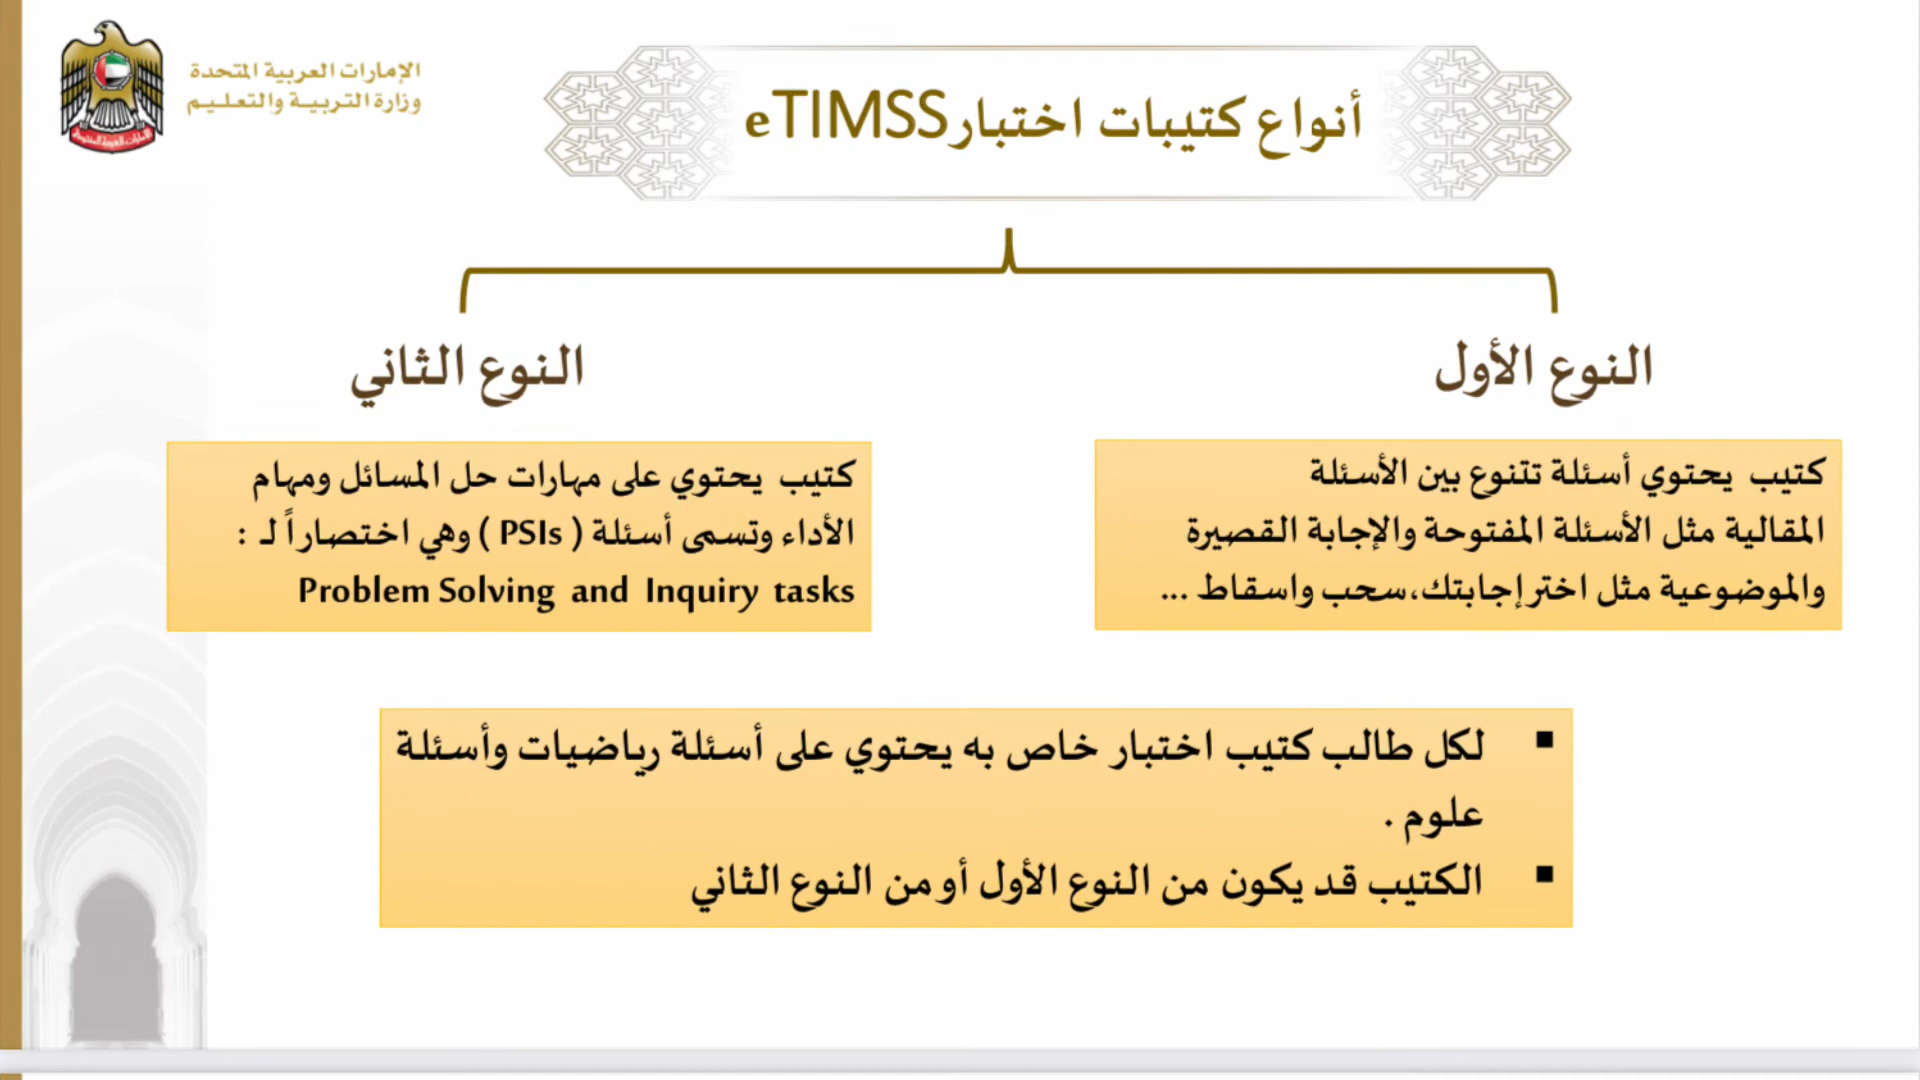 الإمارات العربية المتحدة
وزارة التربية والتعليم
أنواع كتيبات اختبار eTIMSS
النوع الأول
كتيب يحتوي أسئلة تتنوع بين الأسئلة
المقالية مثل الأسئلة المفتوحة والإجابة القصيرة
والموضوعية مثل اختر إجابتك، سحب واسقاط ...
النوع الثاني
كتيب يحتوي على مهارات حل المسائل ومهام
الأداء وتسمى أسئلة ( PSIs ) وهي اختصاراً لـ :
Problem Solving and Inquiry tasks
▪ لكل طالب كتيب اختبار خاص به يحتوي على أسئلة رياضيات وأسئلة
علوم .
▪ الكتيب قد يكون من النوع الأول أو من النوع الثاني